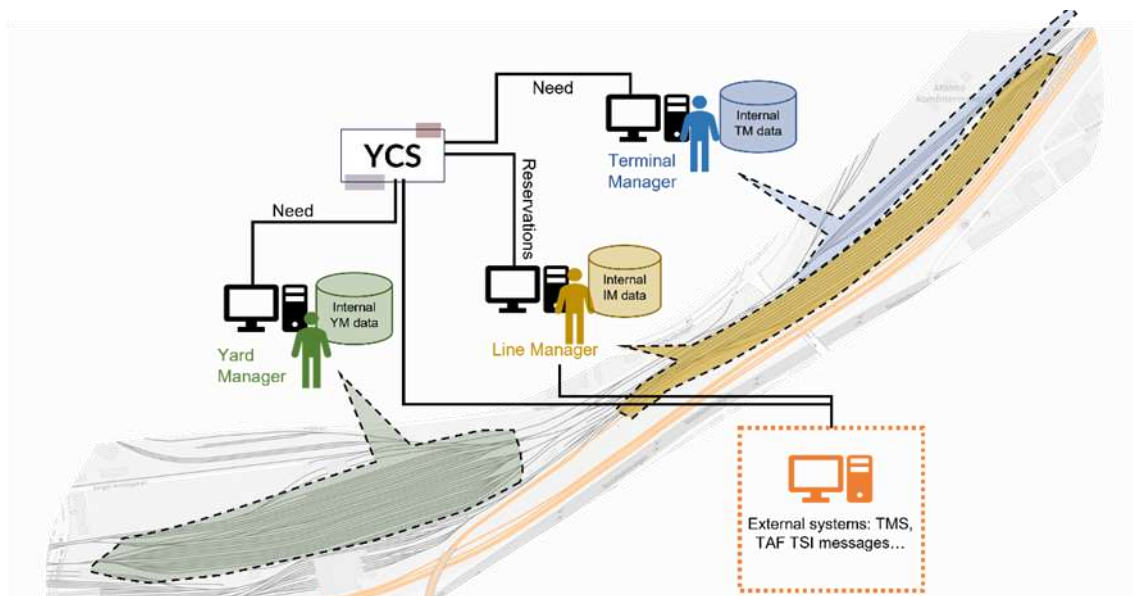 Need
Internal
TM data
YCS
Terminal
Manager
Reservations
Need
Internal
IM data
Internal
YM data
Line Manager
Yard
Manager
External systems: TMS,
TAF TSI messages...